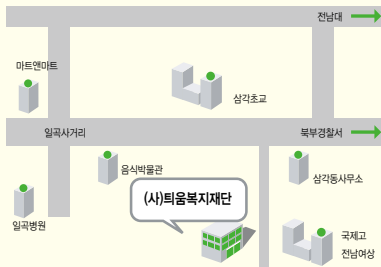 전남대
마트앤마트
삼각초교
일곡사거리
북부경찰서
음식박물관
삼각동사무소
(사)틔움복지재단
일곡병원
국제고
전남여상